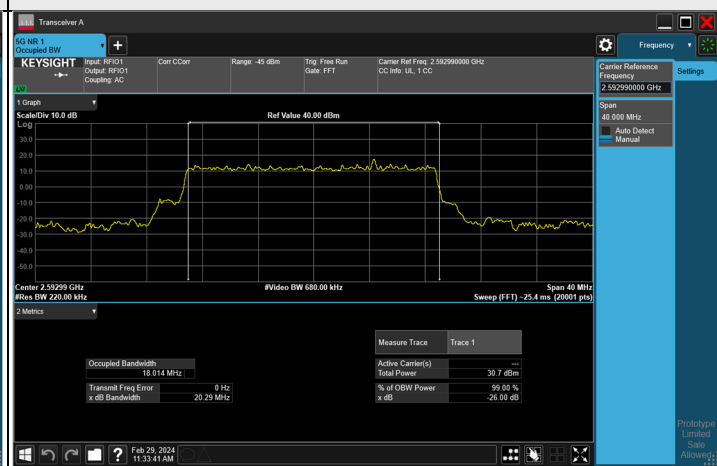 Transceiver A
5G NR 1
Occupied BW
+
Frequency
KEYSIGHT
Input: RFIO1
Output: RFIO1
Coupling: AC
Corr CCorr
Range: -45 dBm
Trig: Free Run
Gate: FFT
Carrier Ref Freq: 2.592990000 GHz
CC Info: UL, 1 CC
LVI
Carrier Reference
Frequency
2.592990000 GHz
Settings
Span
40.000 MHz
Auto Detect
Manual
1 Graph
Scale/Div 10.0 dB
Ref Value 40.00 dBm
Log
30.0
20.0
10.0
0.00
-10.0
-20.0
-30.0
-40.0
-50.0
Center 2.59299 GHz
#Video BW 680.00 kHz
Span 40 MHz
#Res BW 220.00 kHz
Sweep (FFT) ~25.4 ms (20001 pts)
2 Metrics
Measure Trace
Trace 1
Occupied Bandwidth
18.014 MHz
Active Carrier(s)
---
Total Power
30.7 dBm
Transmit Freq Error
0 Hz
x dB Bandwidth
20.29 MHz
% of OBW Power
99.00 %
x dB
-26.00 dB
Feb 29, 2024
11:33:41 AM
?
Prototype
Limited
Sale
Allowed